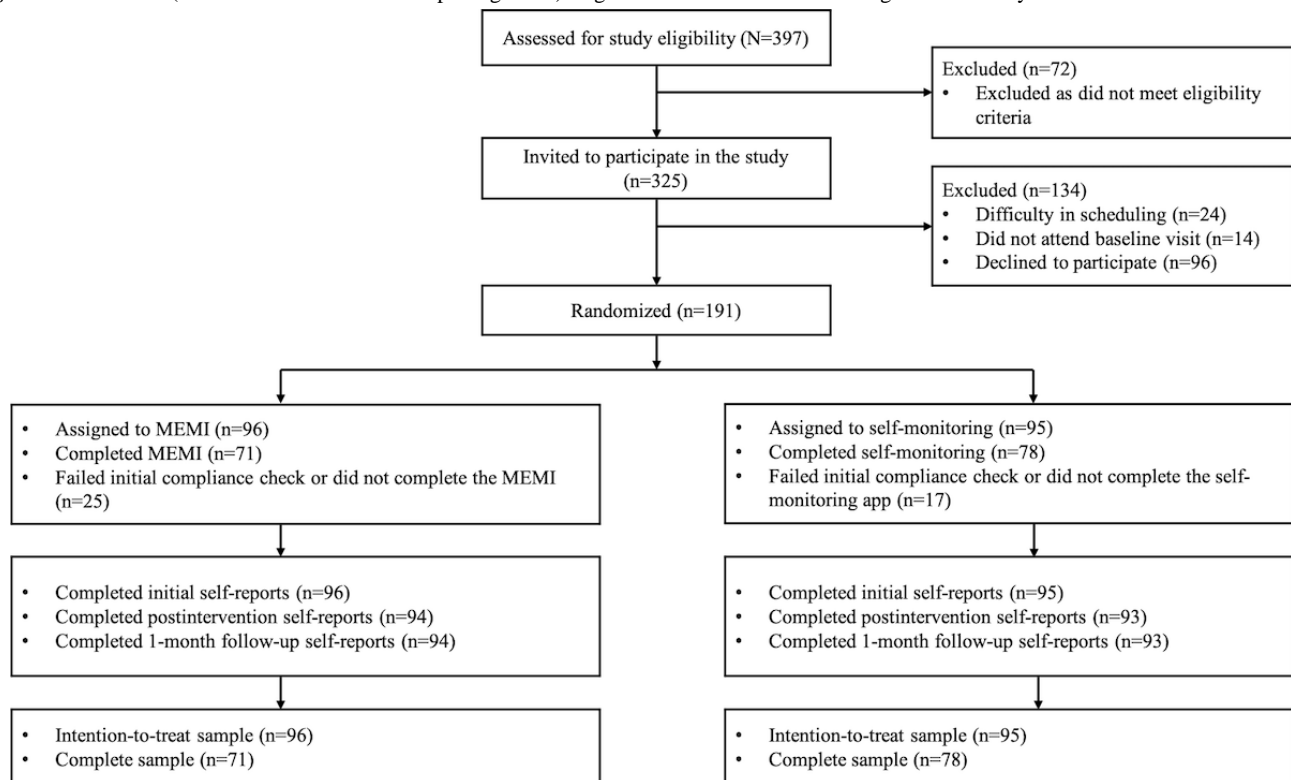 Assessed for study eligibility (N=397)
Excluded (n=72)
• Excluded as did not meet eligibility
criteria
Invited to participate in the study
(n=325)
Excluded (n=134)
• Difficulty in scheduling (n=24)
• Did not attend baseline visit (n=14)
• Declined to participate (n=96)
Randomized (n=191)
• Assigned to MEMI (n=96)
• Completed MEMI (n=71)
• Failed initial compliance check or did not complete the MEMI
(n=25)
• Assigned to self-monitoring (n=95)
• Completed self-monitoring (n=78)
• Failed initial compliance check or did not complete the self-
monitoring app (n=17)
• Completed initial self-reports (n=96)
• Completed postintervention self-reports (n=94)
• Completed 1-month follow-up self-reports (n=94)
• Completed initial self-reports (n=95)
• Completed postintervention self-reports (n=93)
• Completed 1-month follow-up self-reports (n=93)
• Intention-to-treat sample (n=96)
• Complete sample (n=71)
• Intention-to-treat sample (n=95)
• Complete sample (n=78)